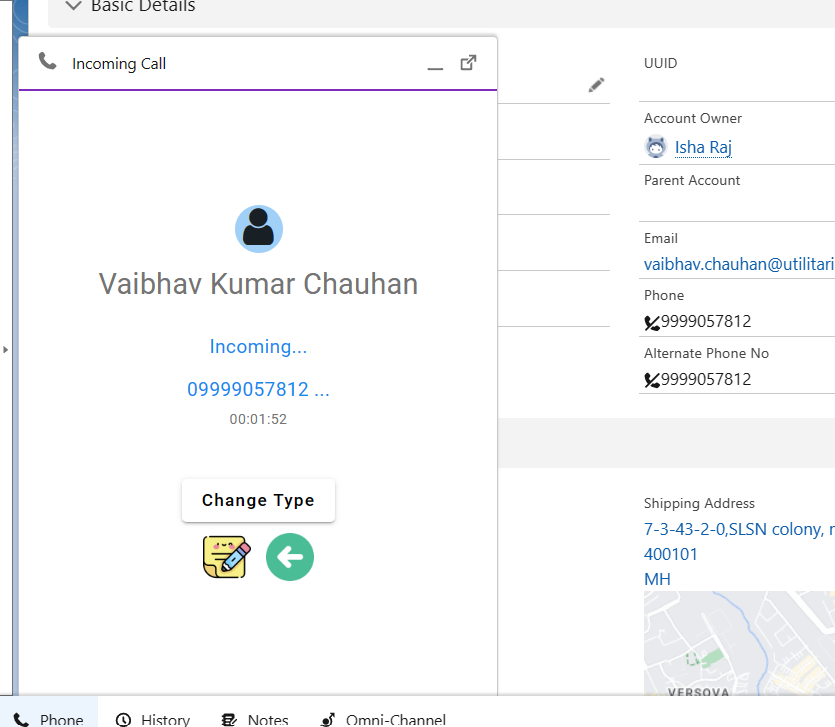 Basic Details
Incoming Call
Vaibhav Kumar Chauhan
Incoming...
09999057812 ...
00:01:52
Change Type
UUID
Account Owner
Isha Raj
Parent Account
Email
vaibhav.chauhan@utilitari
Phone
9999057812
Alternate Phone No
9999057812
Shipping Address
7-3-43-2-0,SLSN colony,
400101
MH
VERSOVA
Phone
History
Notes
Omni-Channel